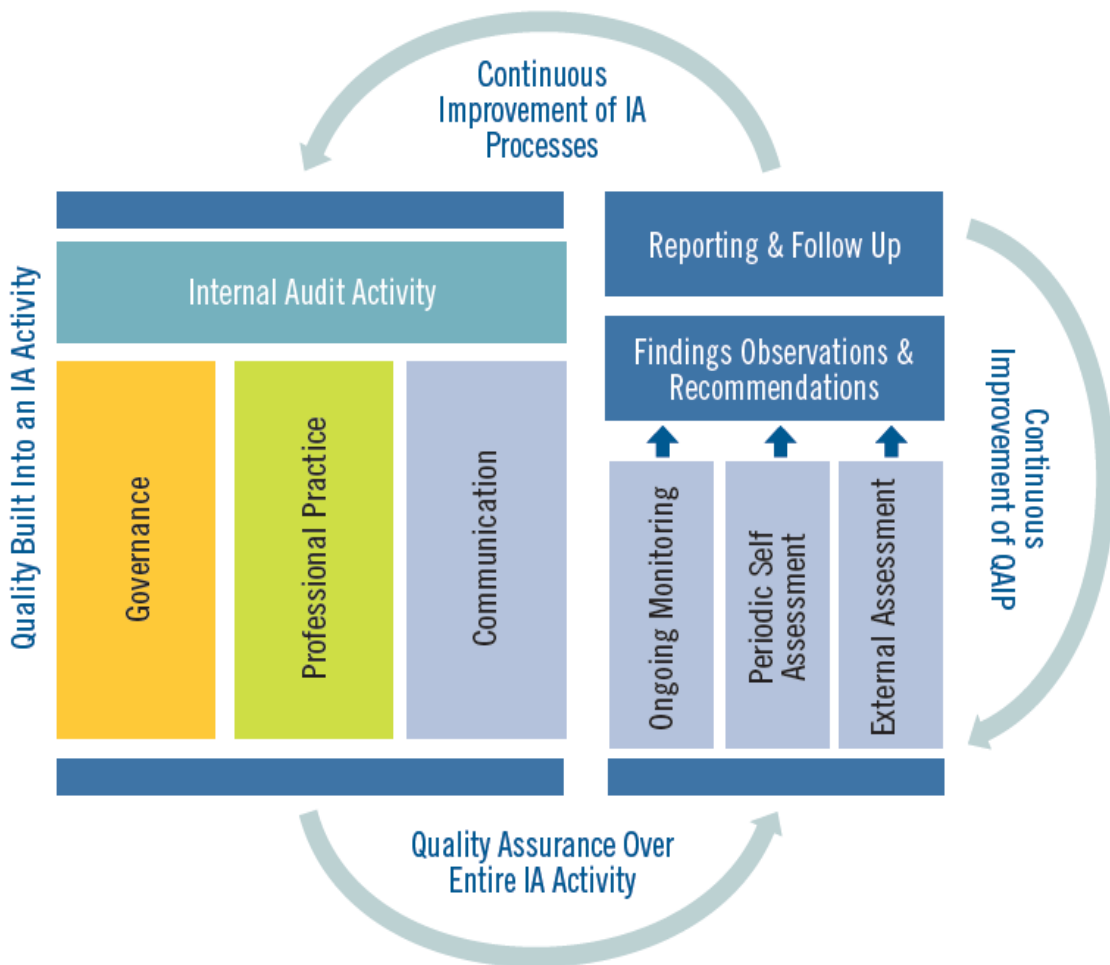 Continuous
Improvement of IA
Processes
Quality Built Into an IA Activity
Internal Audit Activity
Governance
Professional Practice
Communication
Reporting & Follow Up
Findings Observations &
Recommendations
Ongoing Monitoring
Periodic Self
Assessment
External Assessment
Continuous
Improvement of QAIP
Quality Assurance Over
Entire IA Activity